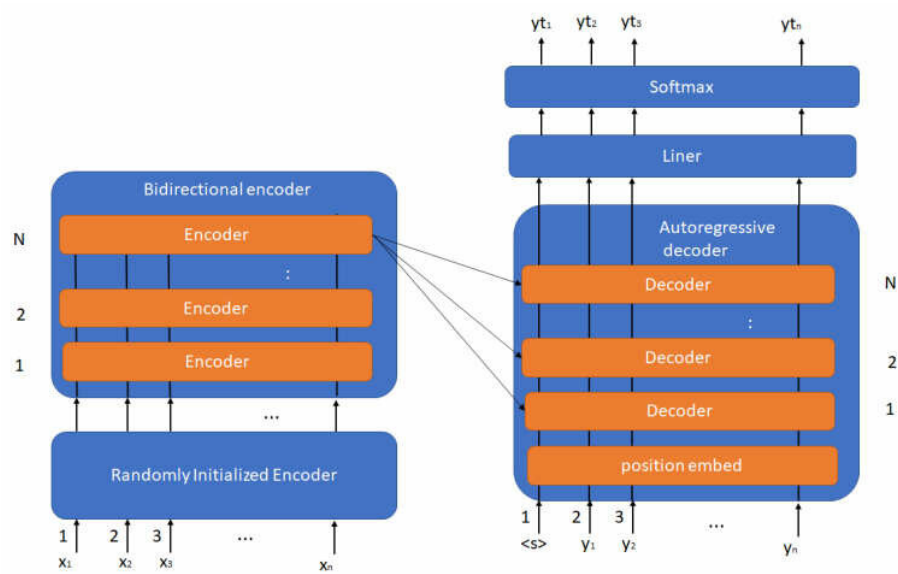 yt₁ yt₂ yt₃ ytₙ
Softmax
Liner
Bidirectional encoder
N Encoder
:
2 Encoder
1 Encoder
...
Randomly Initialized Encoder
1 2 3 ...
x₁ x₂ x₃ xₙ
Autoregressive
decoder
Decoder N
:
Decoder 2
Decoder 1
position embed
1 2 3 ...
<s> y₁ y₂ yₙ